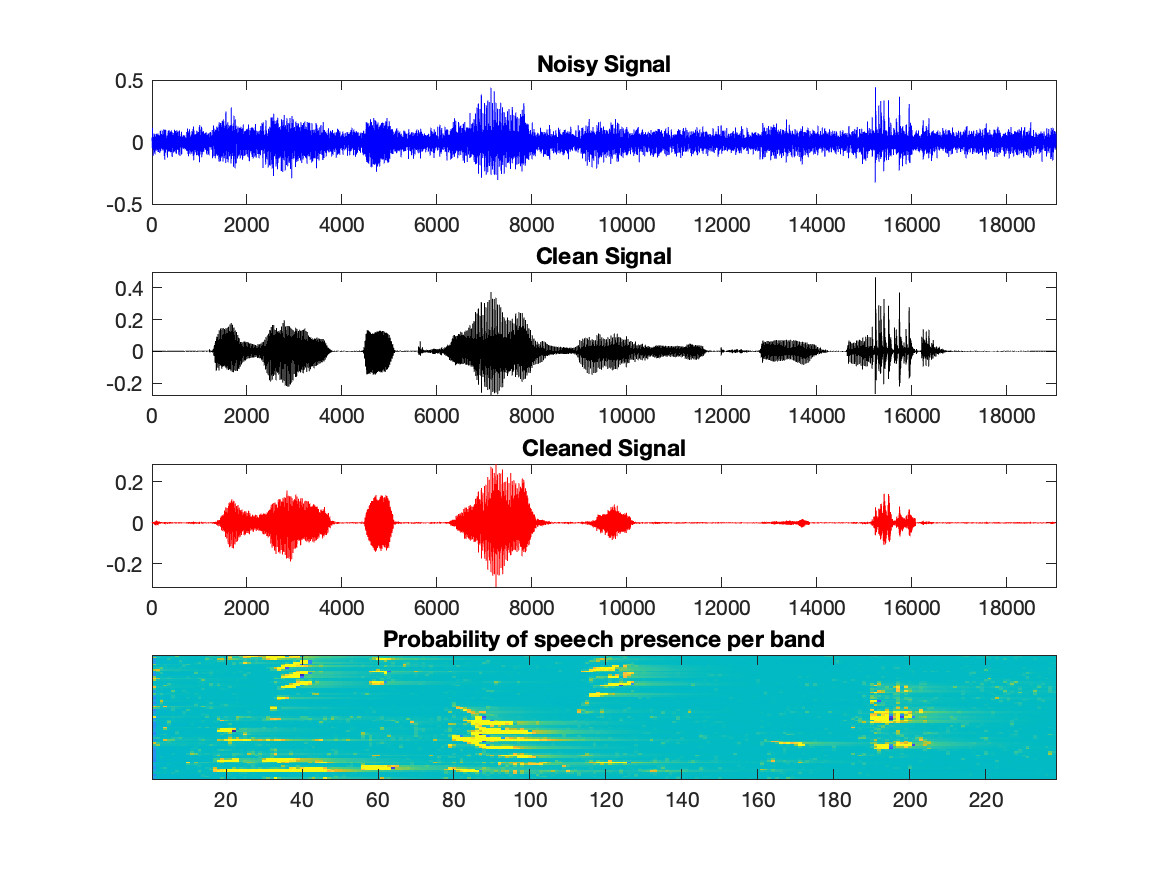 Noisy Signal
0.5
0
-0.5
0 2000 4000 6000 8000 10000 12000 14000 16000 18000
Clean Signal
0.4
0.2
0
-0.2
0 2000 4000 6000 8000 10000 12000 14000 16000 18000
Cleaned Signal
0.2
0
-0.2
0 2000 4000 6000 8000 10000 12000 14000 16000 18000
Probability of speech presence per band
20 40 60 80 100 120 140 160 180 200 220